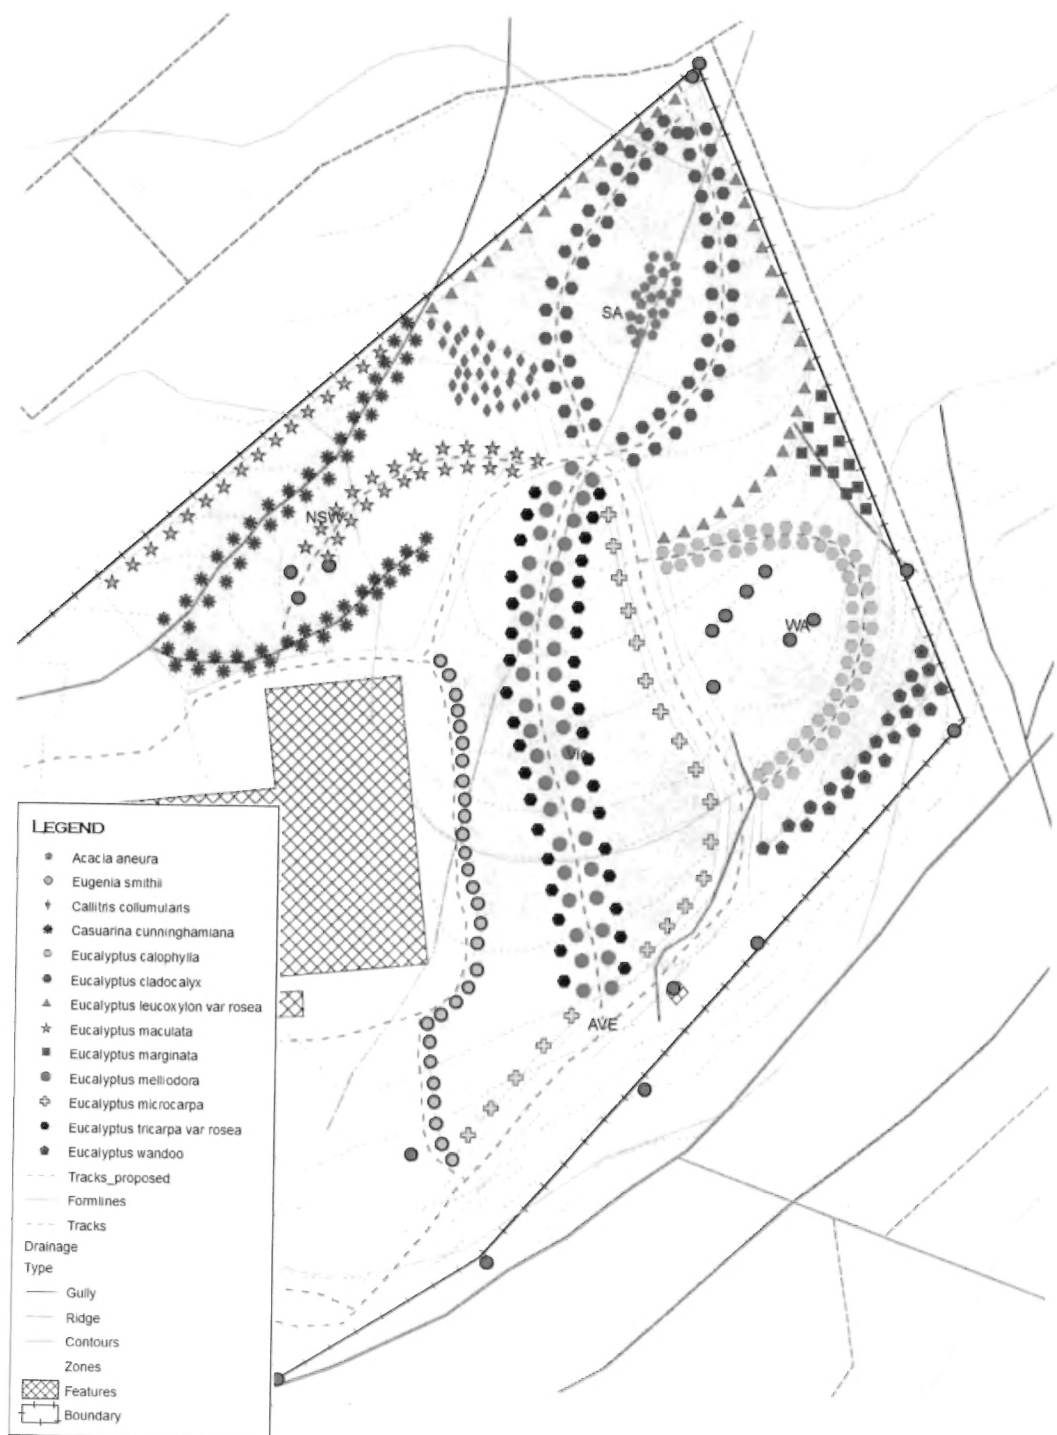 SA
NSW
WA
VIC
AVE
LEGEND
Acacia aneura
Eugenia smithii
Callitris collumularis
Casuarina cunninghamiana
Eucalyptus calophylla
Eucalyptus cladocalyx
Eucalyptus leucoxylon var rosea
Eucalyptus maculata
Eucalyptus marginata
Eucalyptus melliodora
Eucalyptus microcarpa
Eucalyptus tricarpa var rosea
Eucalyptus wandoo
Tracks_proposed
Formlines
Tracks
Drainage
Type
Gully
Ridge
Contours
Zones
Features
Boundary